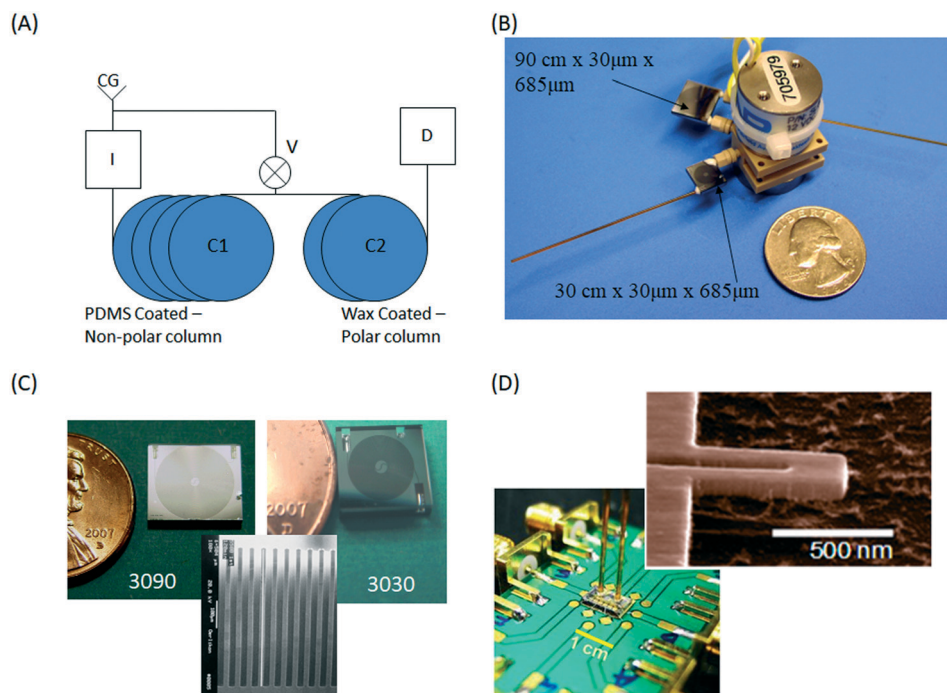 (A)
CG
I
V
D
C1
C2
PDMS Coated –
Non-polar column
Wax Coated –
Polar column
(B)
90 cm x 30μm x
685μm
705979
LIBERTY
30 cm x 30μm x 685μm
(C)
TRUST
2007
D
3090
2007
D
3030
(D)
500 nm
1 cm